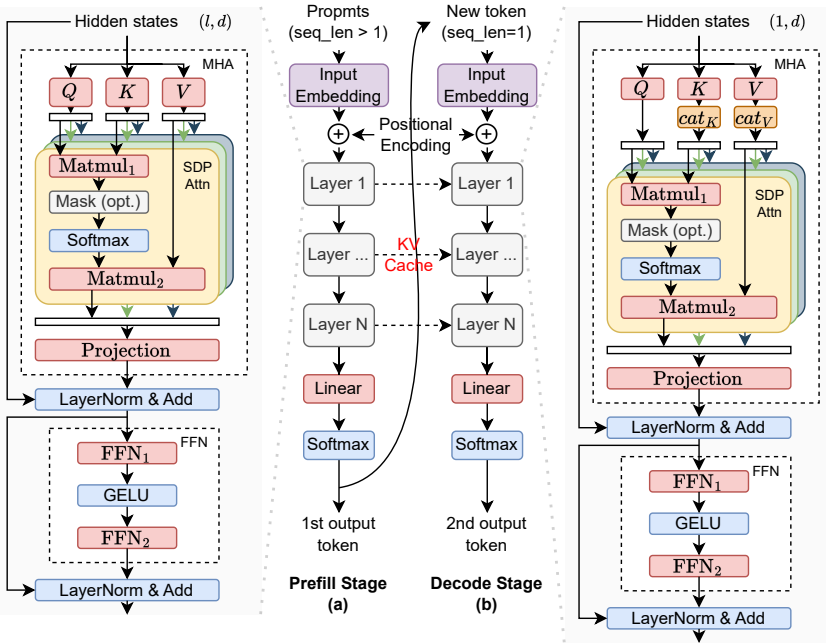 Hidden states (l, d)
MHA
Q K V
SDP
Attn
Matmul₁
Mask (opt.)
Softmax
Matmul₂
Projection
LayerNorm & Add
FFN
FFN₁
GELU
FFN₂
LayerNorm & Add
Propmts
(seq_len > 1)
Input
Embedding
Layer 1
Layer ...
Layer N
Linear
Softmax
1st output
token
Prefill Stage
(a)
Positional
Encoding
KV
Cache
New token
(seq_len=1)
Input
Embedding
Layer 1
Layer ...
Layer N
Linear
Softmax
2nd output
token
Decode Stage
(b)
Hidden states (1, d)
MHA
Q K V
cat_K cat_V
SDP
Attn
Matmul₁
Mask (opt.)
Softmax
Matmul₂
Projection
LayerNorm & Add
FFN
FFN₁
GELU
FFN₂
LayerNorm & Add